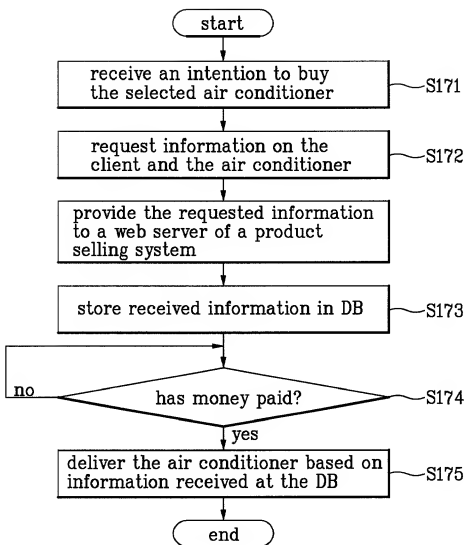 start
receive an intention to buy
the selected air conditioner
S171
request information on the
client and the air conditioner
S172
provide the requested information
to a web server of a product
selling system
store received information in DB
S173
no
has money paid?
S174
yes
deliver the air conditioner based on
information received at the DB
S175
end